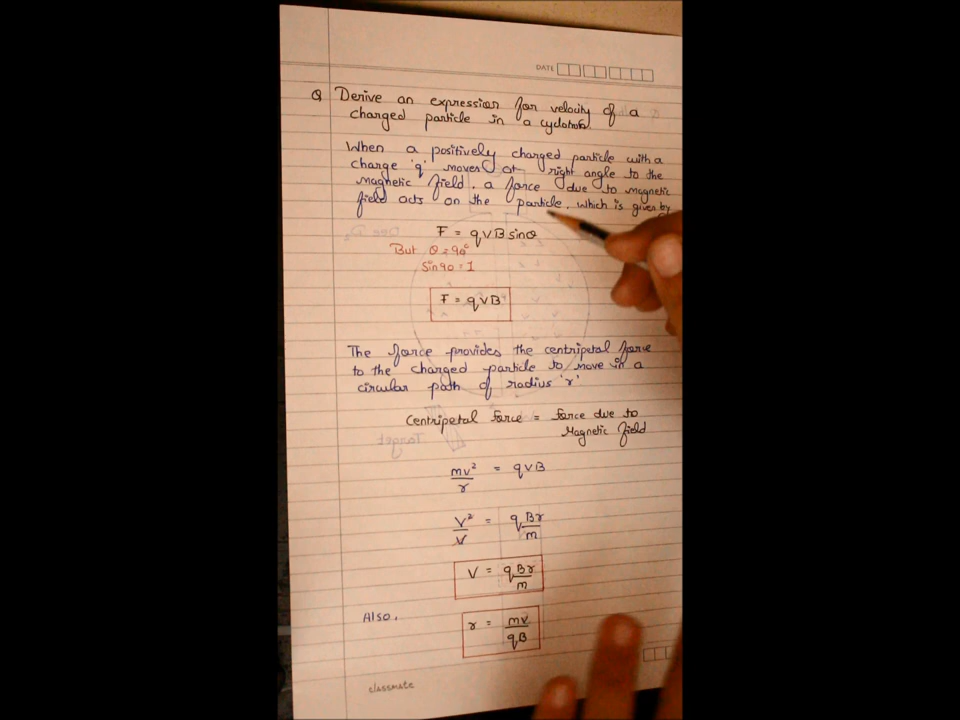 DATE
Q Derive an expression for velocity of a
charged particle in a cyclotron.
When a positively charged particle with a
charge 'q' moves at right angle to the
magnetic field, a force due to magnetic
field acts on the particle, which is given by
F = qVB sinθ
But θ = 90°
Sin90 = 1
F = qVB
The force provides the centripetal force
to the charged particle to move in a
circular path of radius 'r'
Centripetal force = force due to
Magnetic field
mv²/r = qVB
V²/V = qBr/m
V = qBr/m
Also, r = mv/qB
classmate